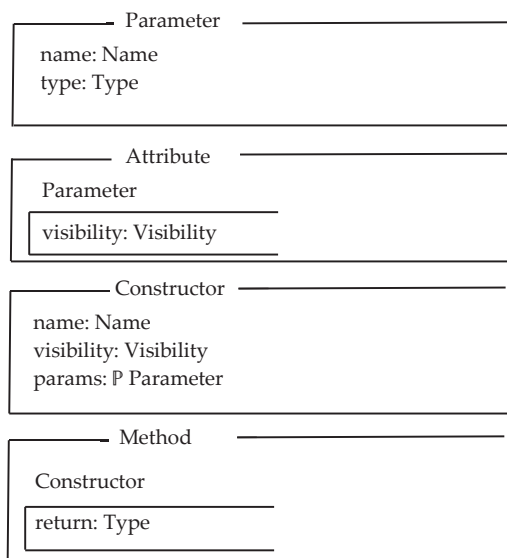 Parameter
name: Name
type: Type
Attribute
Parameter
visibility: Visibility
Constructor
name: Name
visibility: Visibility
params: ℙ Parameter
Method
Constructor
return: Type